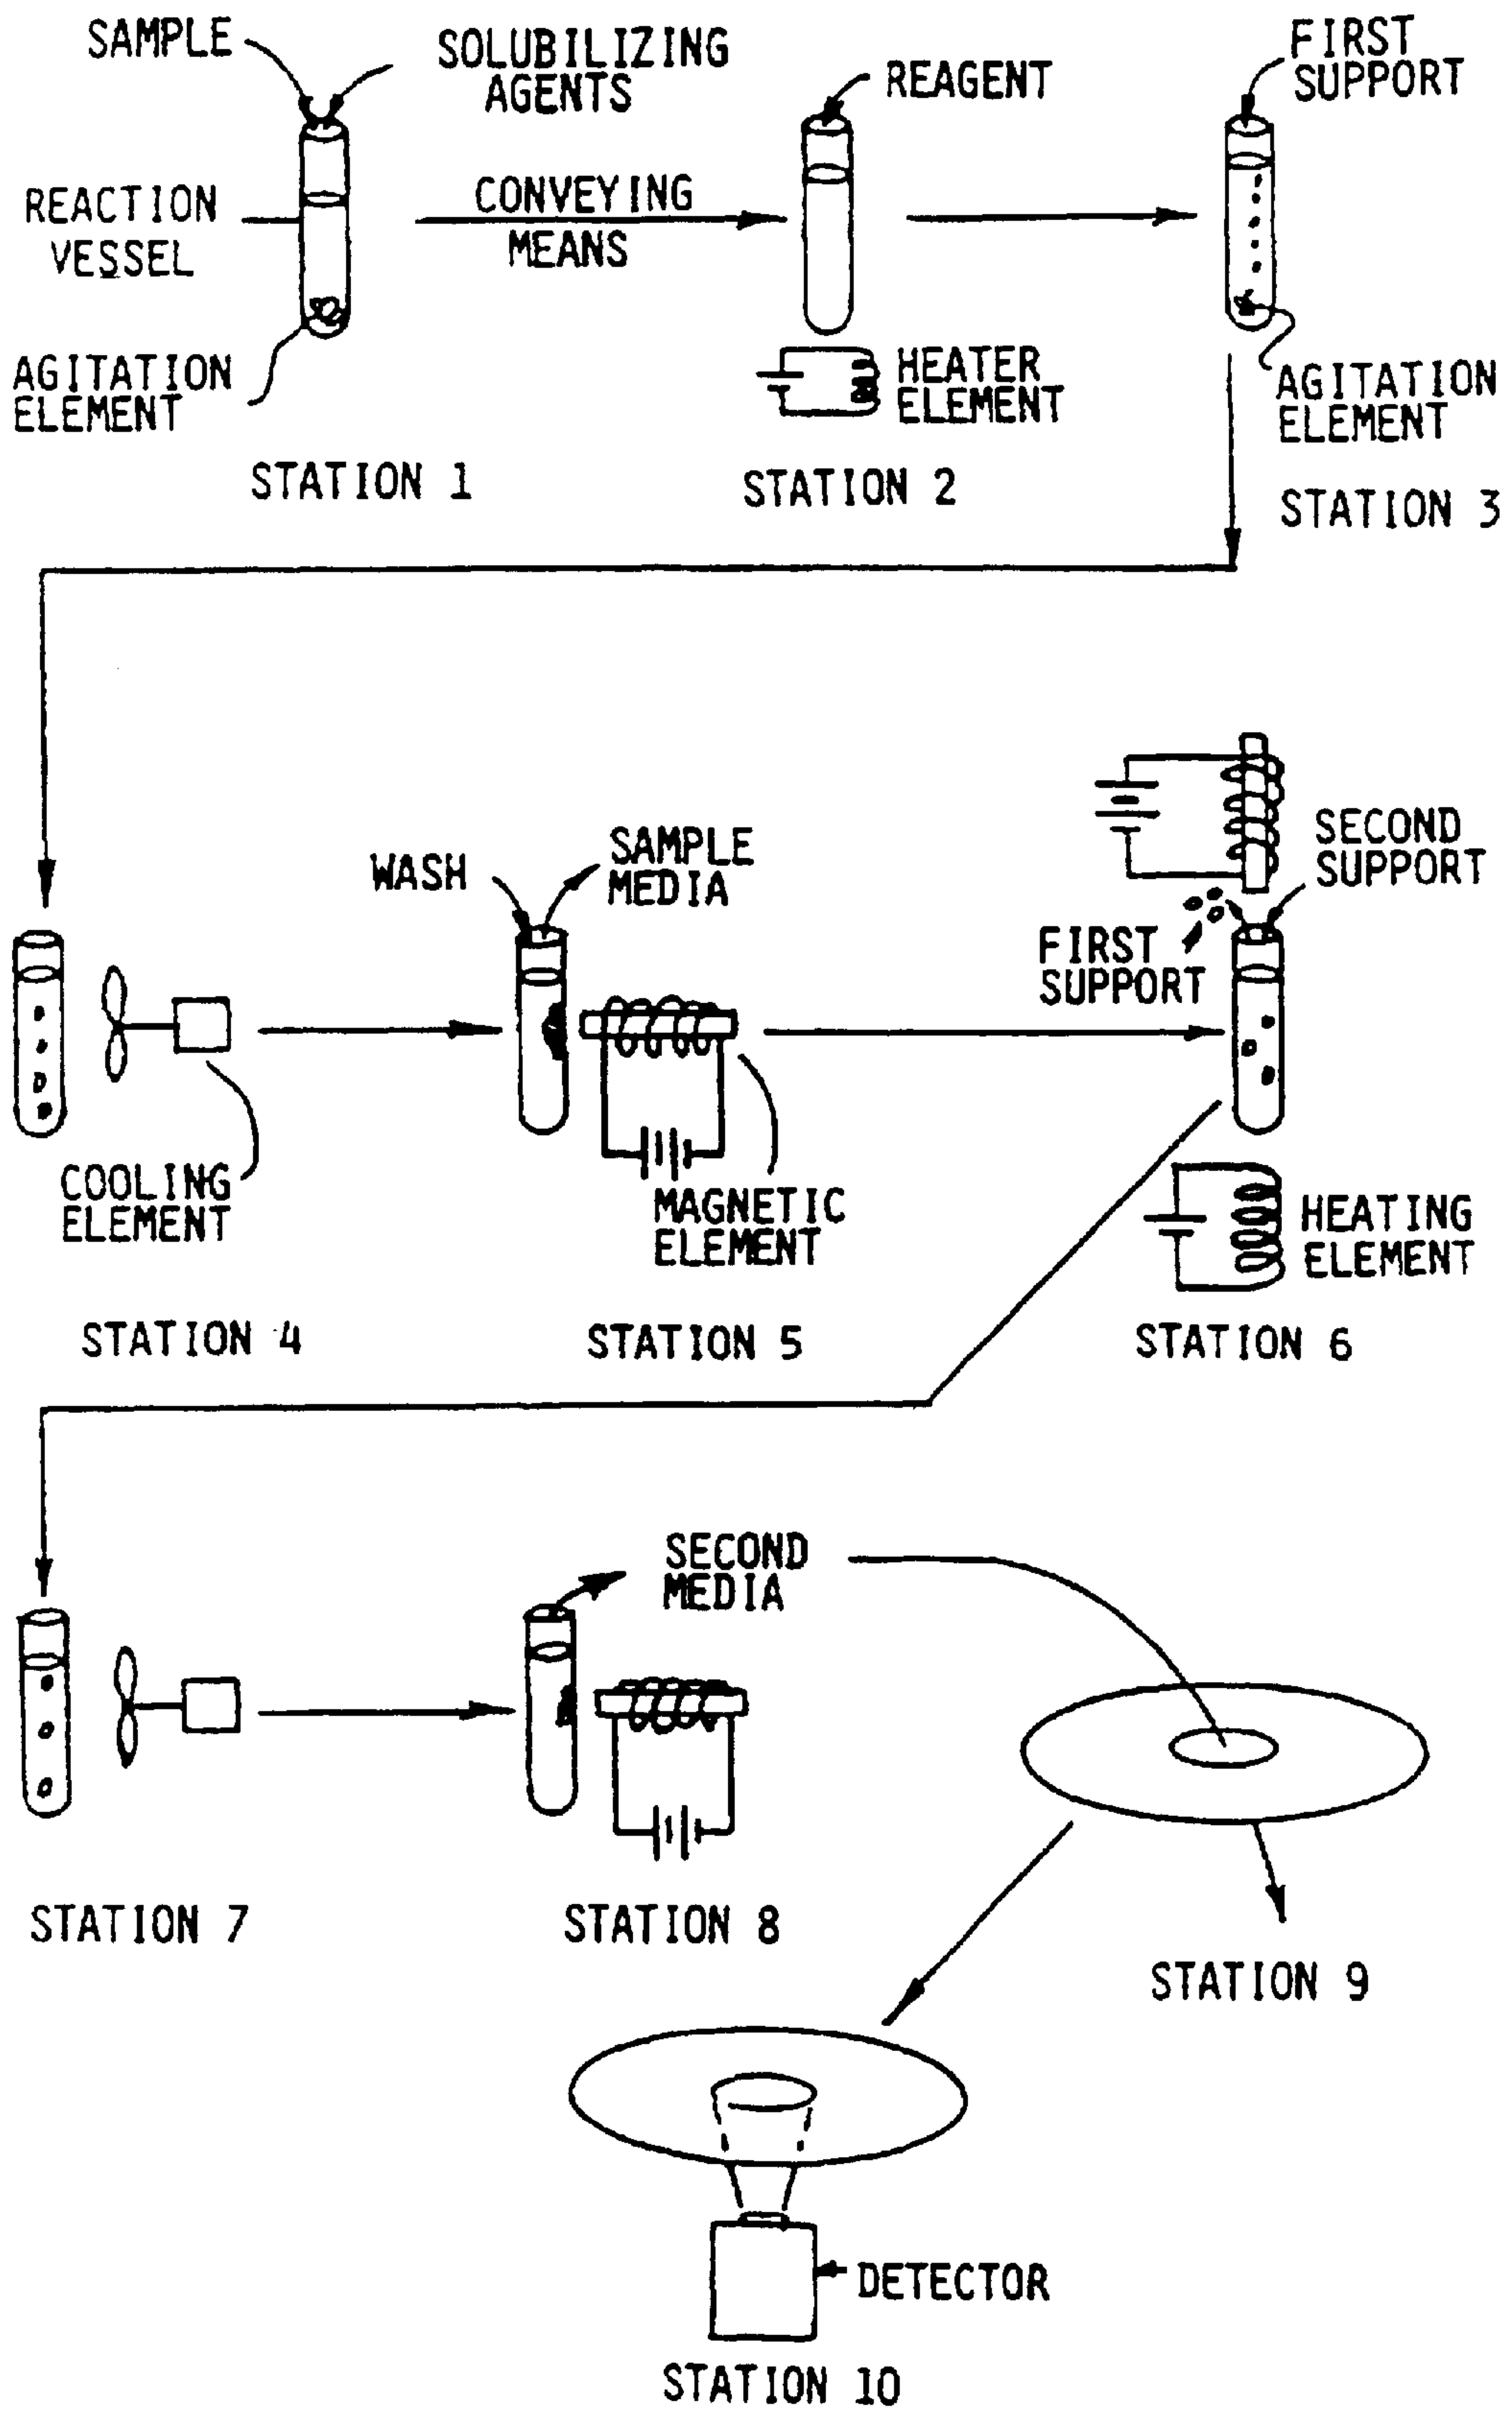 SAMPLE
SOLUBILIZING
AGENTS
REAGENT
FIRST
SUPPORT
REACTION
VESSEL
CONVEYING
MEANS
AGITATION
ELEMENT
HEATER
ELEMENT
AGITATION
ELEMENT
STATION 1
STATION 2
STATION 3
WASH
SAMPLE
MEDIA
SECOND
SUPPORT
FIRST
SUPPORT
COOLING
ELEMENT
MAGNETIC
ELEMENT
HEATING
ELEMENT
STATION 4
STATION 5
STATION 6
SECOND
MEDIA
STATION 7
STATION 8
STATION 9
DETECTOR
STATION 10